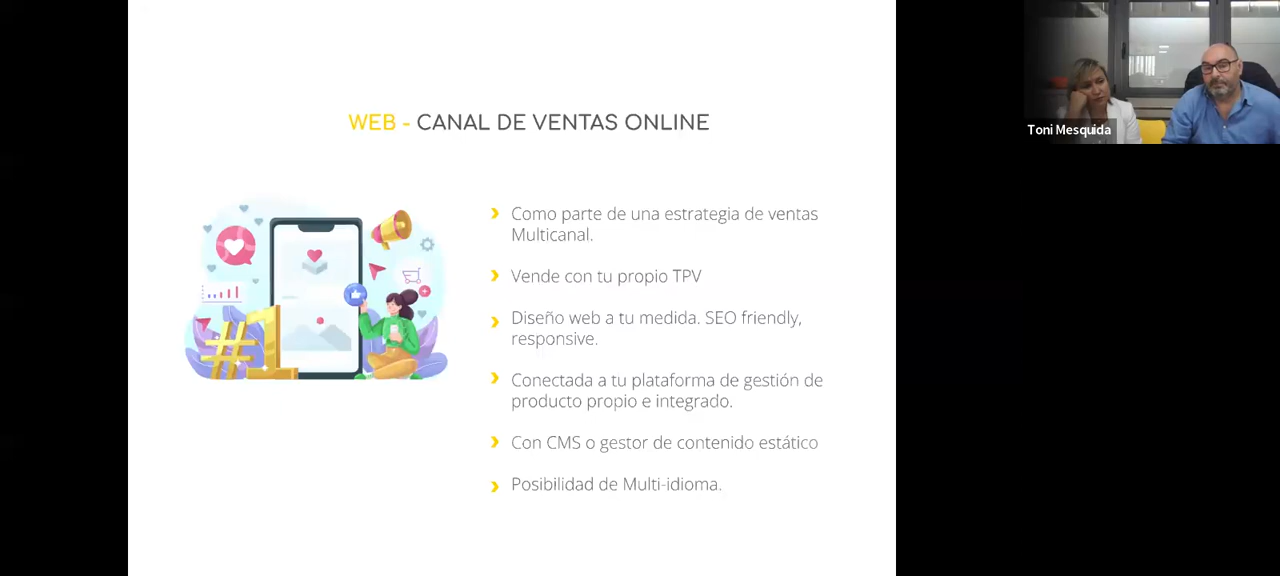 WEB - CANAL DE VENTAS ONLINE
Como parte de una estrategia de ventas
Multicanal.
Vende con tu propio TPV
Diseño web a tu medida. SEO friendly,
responsive.
Conectada a tu plataforma de gestión de
producto propio e integrado.
Con CMS o gestor de contenido estático
Posibilidad de Multi-idioma.
#1
Toni Mesquida